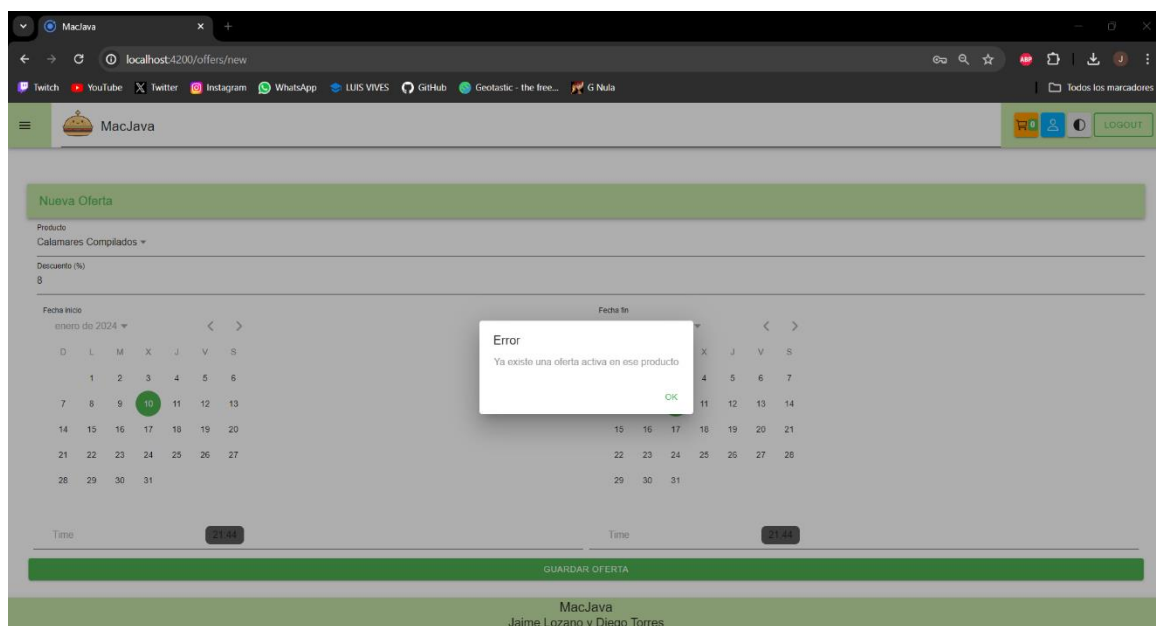 MacJava
localhost:4200/offers/new
Twitch YouTube Twitter Instagram WhatsApp LUIS VIVES GitHub Geotastic - the free... G Nula Todos los marcadores
MacJava 0 LOGOUT
Nueva Oferta
Producto
Calamares Compilados
Descuento (%)
8
Fecha inicio
enero de 2024
D L M X J V S
1 2 3 4 5 6
7 8 9 10 11 12 13
14 15 16 17 18 19 20
21 22 23 24 25 26 27
28 29 30 31
Time 21:44
Fecha fin
X J V S
4 5 6 7
11 12 13 14
15 16 17 18 19 20 21
22 23 24 25 26 27 28
29 30 31
Time 21:44
Error
Ya existe una oferta activa en ese producto
OK
GUARDAR OFERTA
MacJava
Jaime Lozano y Diego Torres